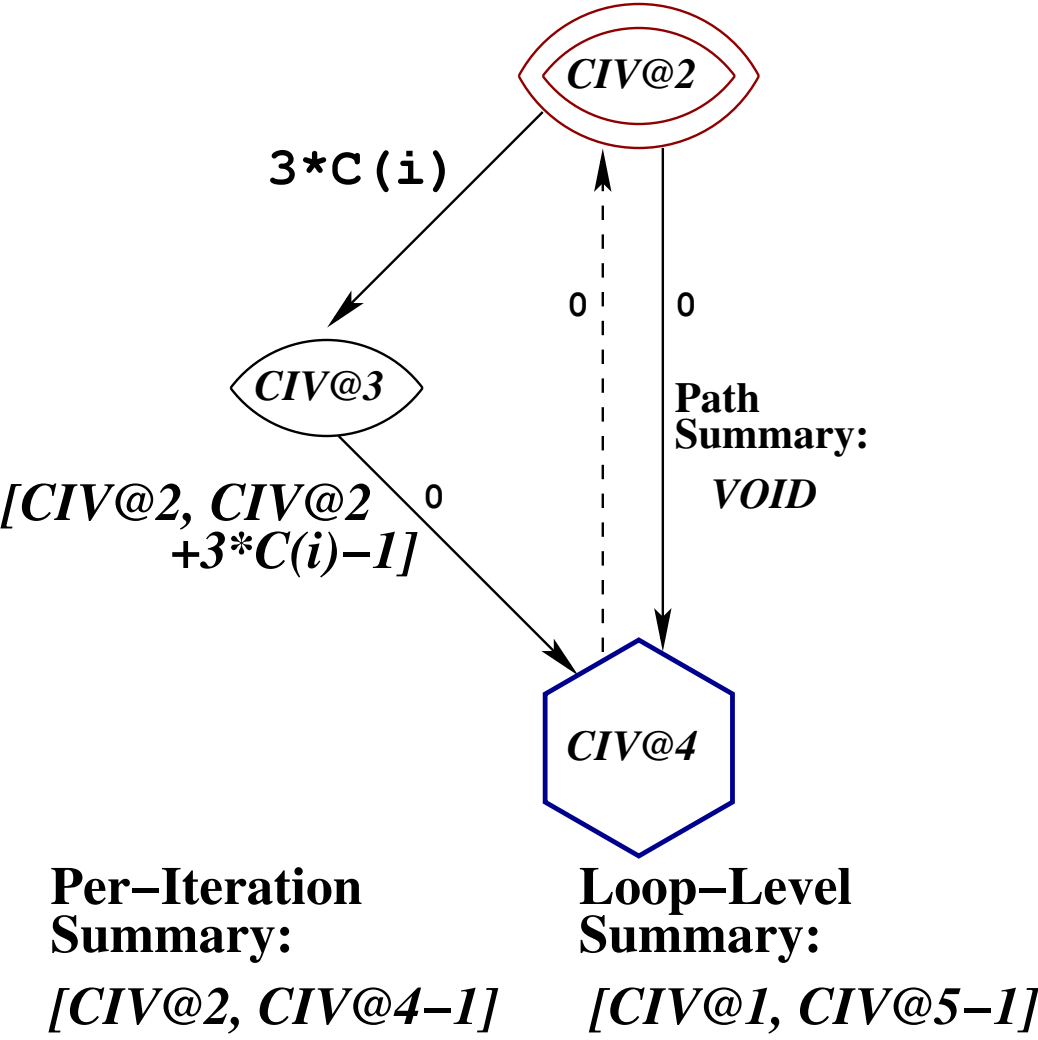 CIV@2
3*C(i)
0
0
CIV@3
Path
Summary:
VOID
[CIV@2, CIV@2
+3*C(i)−1]
0
CIV@4
Per−Iteration
Summary:
[CIV@2, CIV@4−1]
Loop−Level
Summary:
[CIV@1, CIV@5−1]